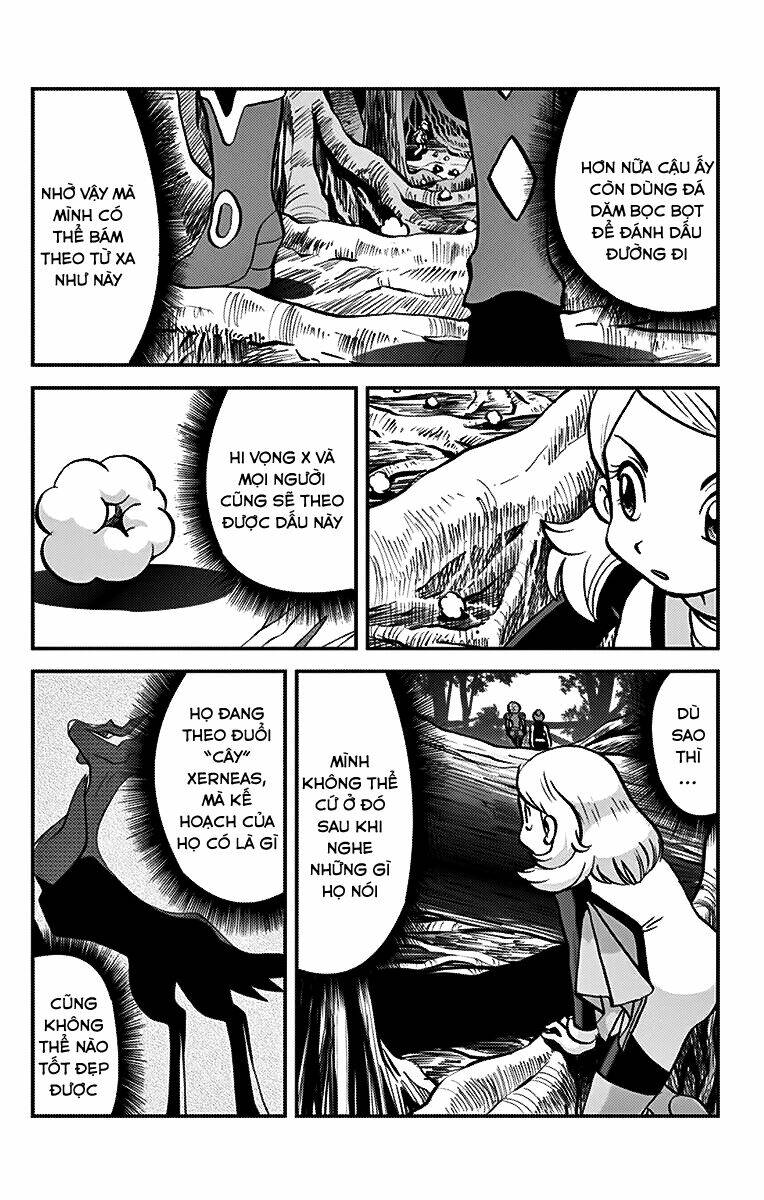 HƠN NỮA CẬU ẤY
CÒN DÙNG ĐÁ
DĂM BỌC BỌT
ĐỂ ĐÁNH DẤU
ĐƯỜNG ĐI
NHỜ VẬY MÀ
MÌNH CÓ
THỂ BÁM
THEO TỪ XA
NHƯ NÀY
HI VỌNG X VÀ
MỌI NGƯỜI
CŨNG SẼ THEO
ĐƯỢC DẤU NÀY
DÙ
SAO
THÌ
...
MÌNH
KHÔNG THỂ
CỨ Ở ĐÓ
SAU KHI
NGHE
NHỮNG GÌ
HỌ NÓI
HỌ ĐANG
THEO ĐUỔI
"CÂY"
XERNEAS,
MÀ KẾ
HOẠCH CỦA
HỌ CÓ LÀ GÌ
CŨNG
KHÔNG
THỂ NÀO
TỐT ĐẸP
ĐƯỢC